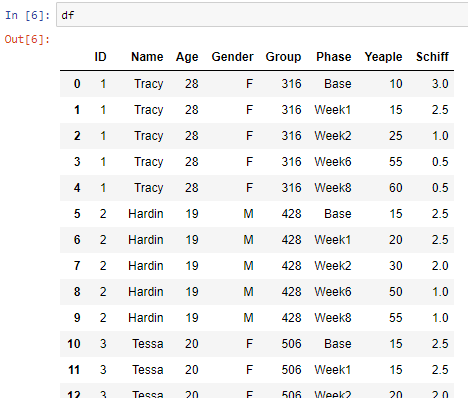 In [6]: df
Out[6]:
ID Name Age Gender Group Phase Yeaple Schiff
0 1 Tracy 28 F 316 Base 10 3.0
1 1 Tracy 28 F 316 Week1 15 2.5
2 1 Tracy 28 F 316 Week2 25 1.0
3 1 Tracy 28 F 316 Week6 55 0.5
4 1 Tracy 28 F 316 Week8 60 0.5
5 2 Hardin 19 M 428 Base 15 2.5
6 2 Hardin 19 M 428 Week1 20 2.5
7 2 Hardin 19 M 428 Week2 30 2.0
8 2 Hardin 19 M 428 Week6 50 1.0
9 2 Hardin 19 M 428 Week8 55 1.0
10 3 Tessa 20 F 506 Base 15 2.5
11 3 Tessa 20 F 506 Week1 15 2.5
12 3 Tessa 20 F 506 Week2 20 2.0